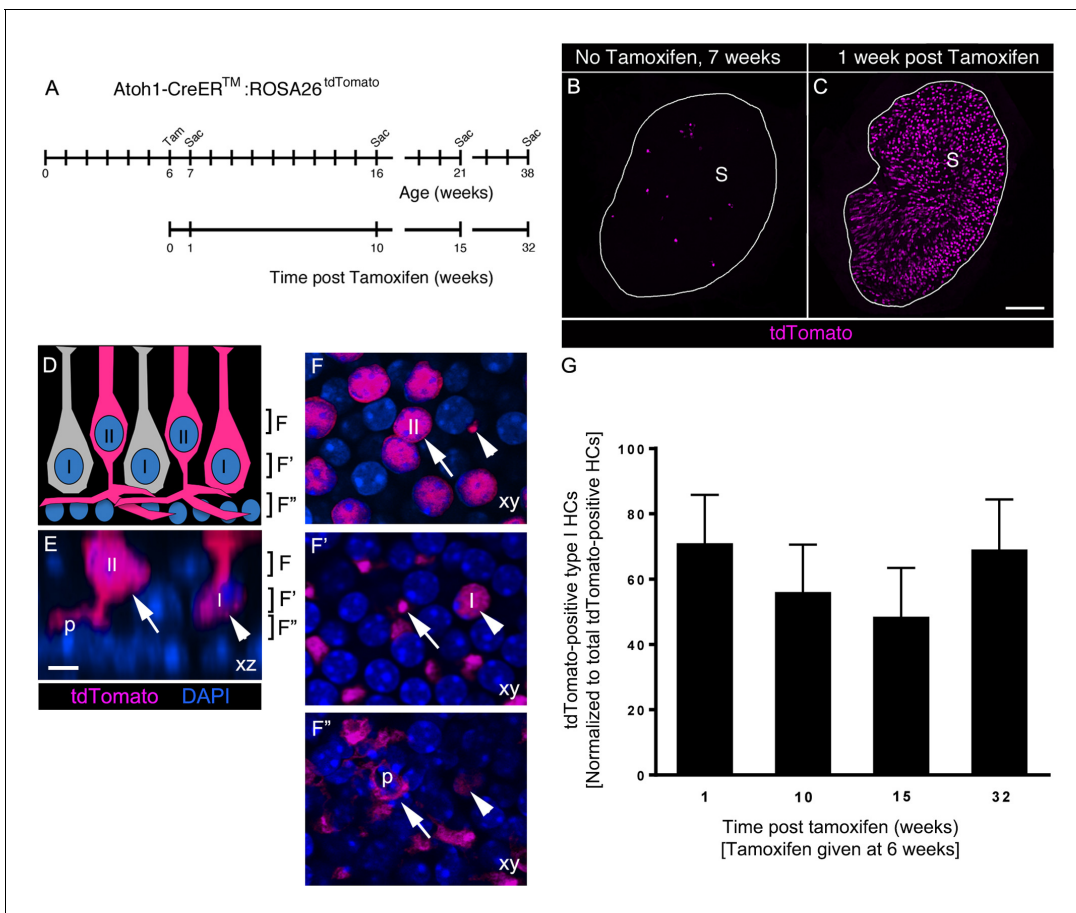 A
Atoh1-CreER™:ROSA26tdTomato
Tam
Sac
Sac
Sac
Sac
0
6
7
16
21
38
Age (weeks)
0
1
10
15
32
Time post Tamoxifen (weeks)
No Tamoxifen, 7 weeks
1 week post Tamoxifen
B
S
C
S
tdTomato
D
I
II
I
II
I
F
F'
F"
E
II
I
p
xz
F
F'
F"
tdTomato
DAPI
F
II
xy
F'
I
xy
F"
p
xy
G
tdTomato-positive type I HCs
[Normalized to total tdTomato-positive HCs]
100
80
60
40
20
0
1
10
15
32
Time post tamoxifen (weeks)
[Tamoxifen given at 6 weeks]